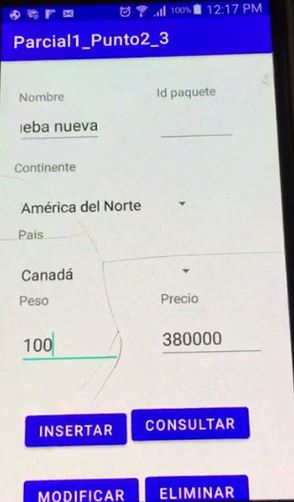 100% 12:17 PM
Parcial1_Punto2_3
Nombre Id paquete
ıeba nueva
Continente
América del Norte
Pais
Canadá
Peso Precio
100 380000
INSERTAR CONSULTAR
MODIFICAR ELIMINAR